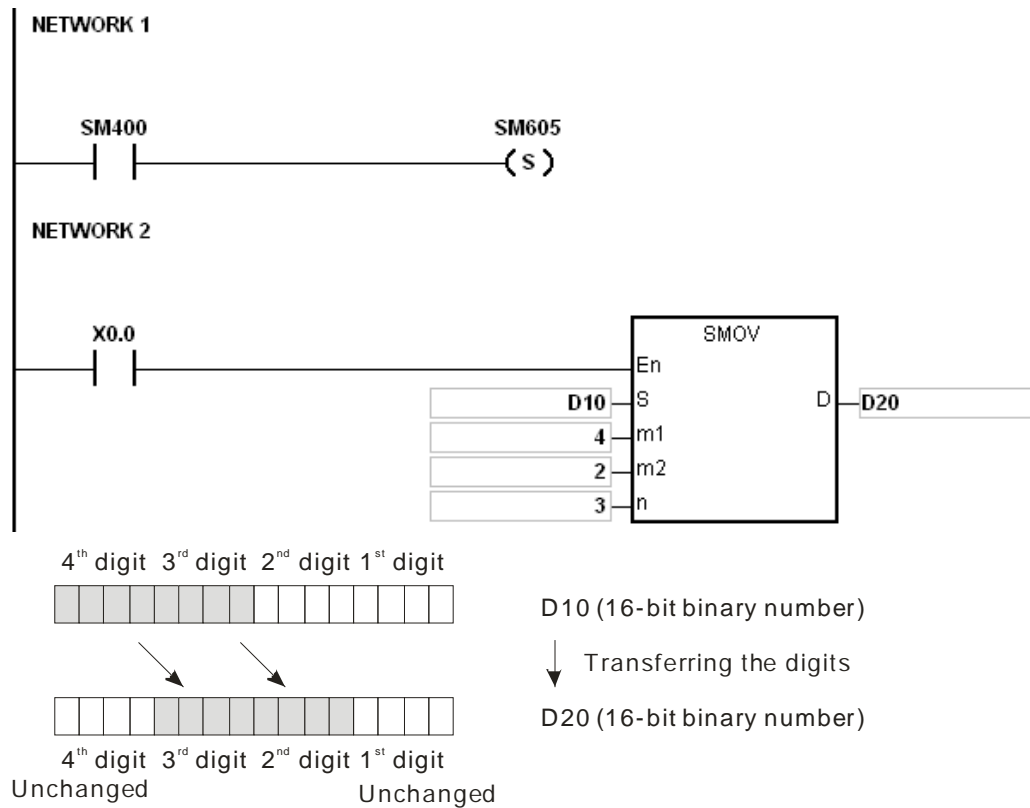 NETWORK 1
SM400 SM605
( S )
NETWORK 2
X0.0 SMOV
En
D10 S D D20
4 m1
2 m2
3 n
4th digit 3rd digit 2nd digit 1st digit
D10 (16-bit binary number)
Transferring the digits
D20 (16-bit binary number)
4th digit 3rd digit 2nd digit 1st digit
Unchanged Unchanged